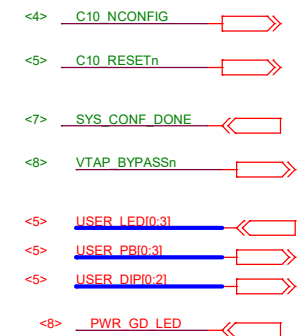 <4> C10_NCONFIG
<5> C10_RESETn
<7> SYS_CONF_DONE
<8> VTAP_BYPASSn
<5> USER_LED[0:3]
<5> USER_PB[0:3]
<5> USER_DIP[0:2]
<8> PWR_GD_LED